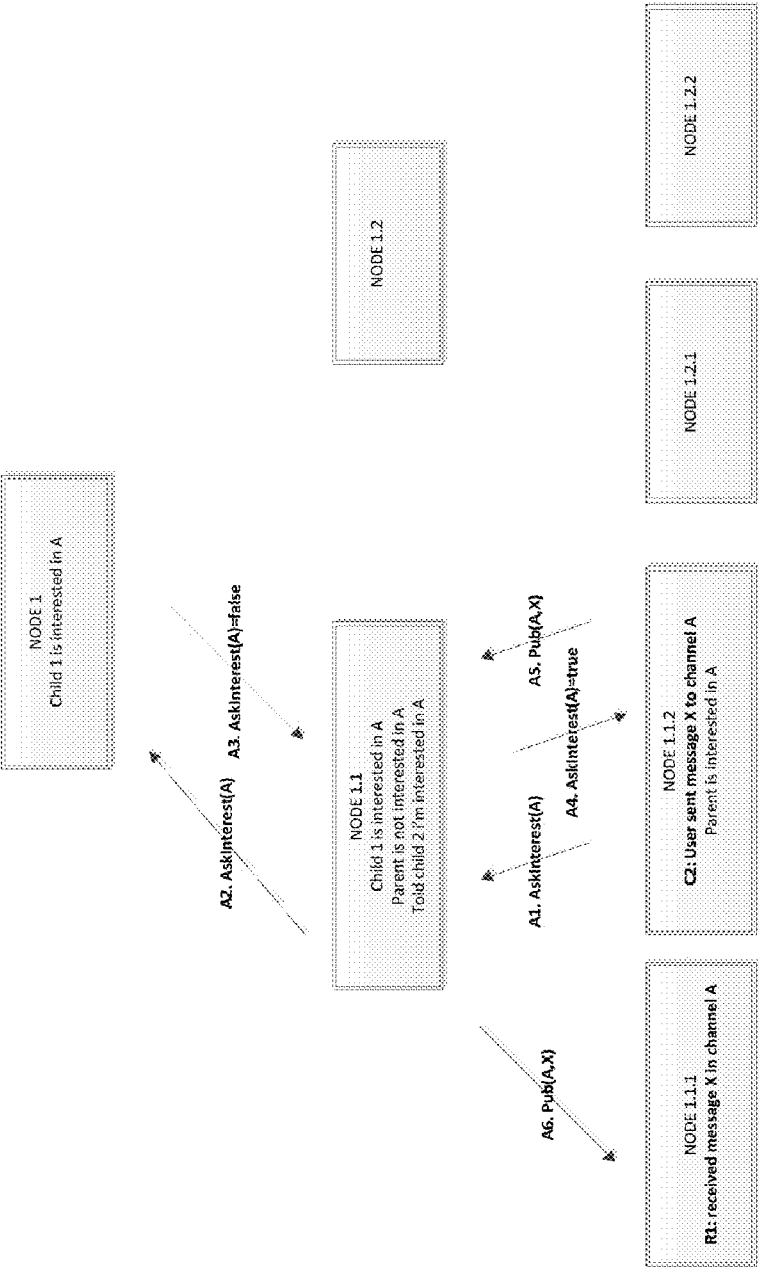 NODE 1
Child 1 is interested in A
A2. AskInterest(A)
A3. AskInterest(A)=false
NODE 1.1
Child 1 is interested in A
Parent is not interested in A
Told child 2 i'm interested in A
NODE 1.2
A6. Pub(A,X)
A1. AskInterest(A)
A4. AskInterest(A)=true
A5. Pub(A,X)
NODE 1.1.1
R1: received message X in channel A
NODE 1.1.2
C2: User sent message X to channel A
Parent is interested in A
NODE 1.2.1
NODE 1.2.2